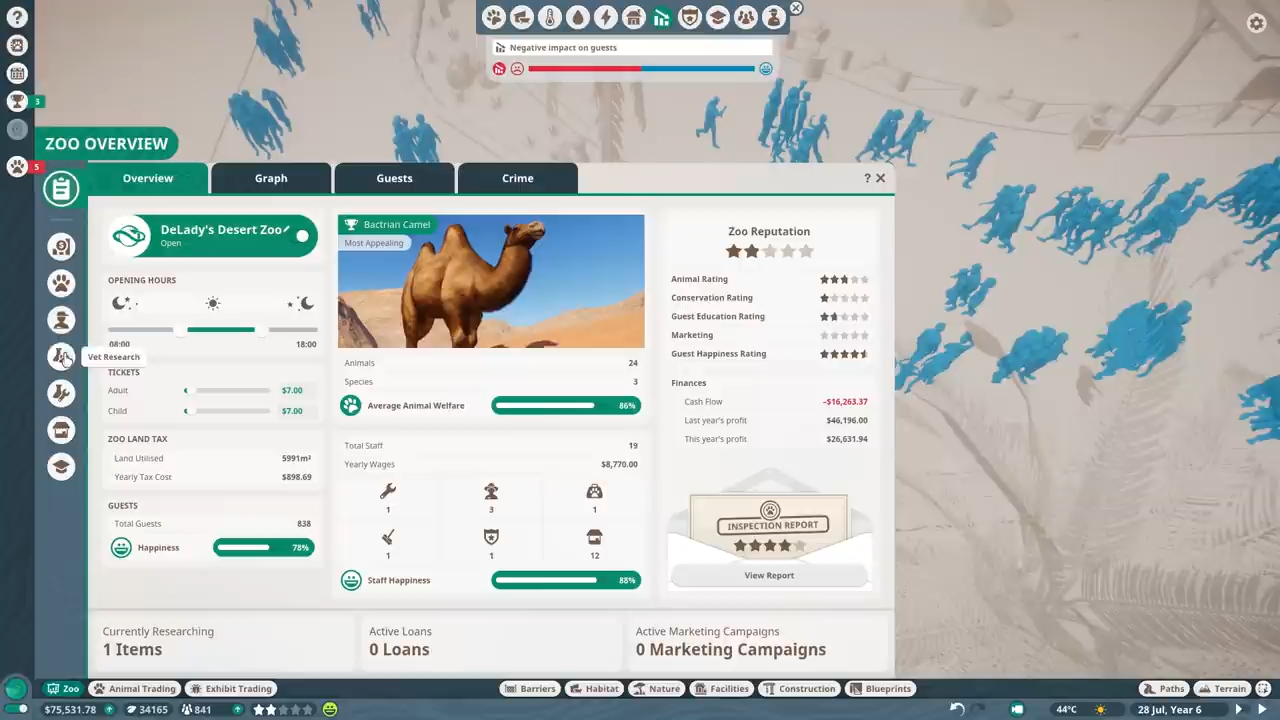 ?
Negative impact on guests
3
ZOO OVERVIEW
5
Overview
Graph
Guests
Crime
?
DeLady's Desert Zoo
Open
OPENING HOURS
08:00
18:00
Vet Research
TICKETS
Adult
$7.00
Child
$7.00
ZOO LAND TAX
Land Utilised
5991m²
Yearly Tax Cost
$898.69
GUESTS
Total Guests
838
Happiness
78%
Bactrian Camel
Most Appealing
Animals
24
Species
3
Average Animal Welfare
86%
Total Staff
19
Yearly Wages
$8,770.00
1
3
1
1
1
12
Staff Happiness
88%
Zoo Reputation
Animal Rating
Conservation Rating
Guest Education Rating
Marketing
Guest Happiness Rating
Finances
Cash Flow
-$16,263.37
Last year's profit
$46,196.00
This year's profit
$26,631.94
INSPECTION REPORT
View Report
Currently Researching
1 Items
Active Loans
0 Loans
Active Marketing Campaigns
0 Marketing Campaigns
Zoo
Animal Trading
Exhibit Trading
Barriers
Habitat
Nature
Facilities
Construction
Blueprints
Paths
Terrain
$75,531.78
34165
841
44°C
28 Jul, Year 6